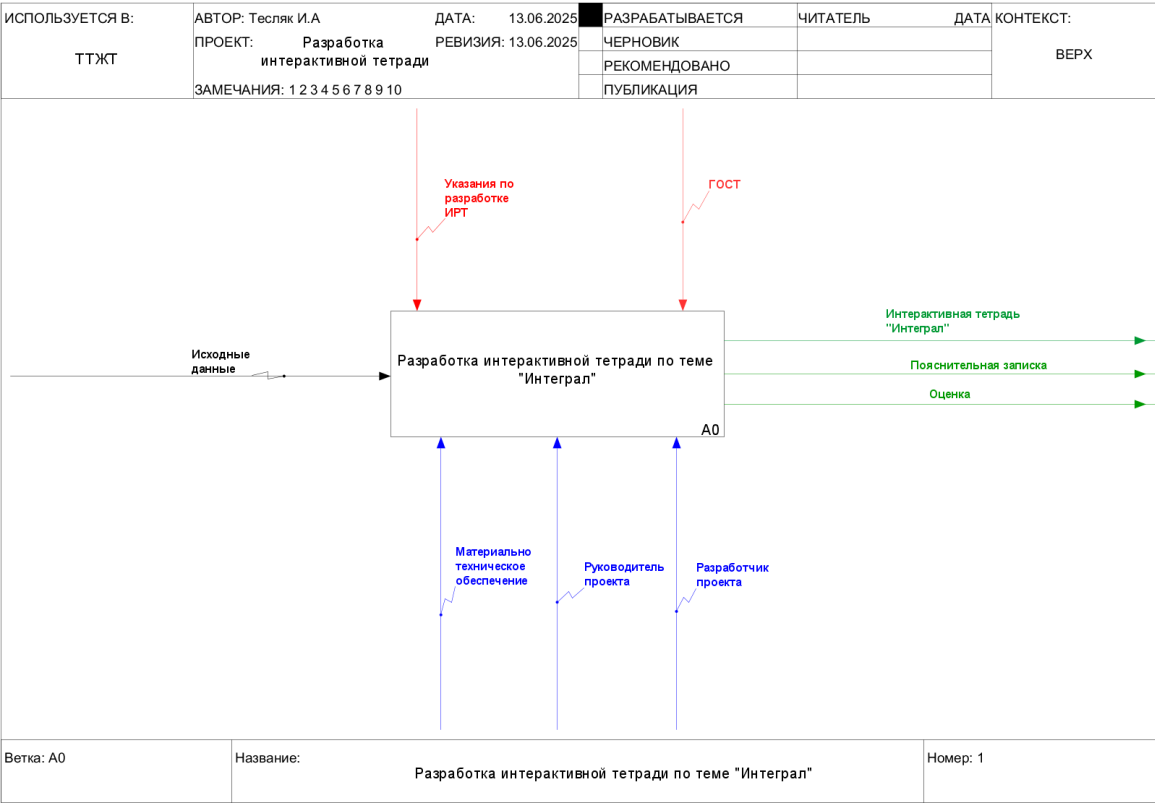 ИСПОЛЬЗУЕТСЯ В:
ТТЖТ
АВТОР: Тесляк И.А
ДАТА: 13.06.2025
ПРОЕКТ: Разработка
интерактивной тетради
РЕВИЗИЯ: 13.06.2025
ЗАМЕЧАНИЯ: 1 2 3 4 5 6 7 8 9 10
РАЗРАБАТЫВАЕТСЯ
ЧЕРНОВИК
РЕКОМЕНДОВАНО
ПУБЛИКАЦИЯ
ЧИТАТЕЛЬ
ДАТА
КОНТЕКСТ:
ВЕРХ
Указания по
разработке
ИРТ
ГОСТ
Исходные
данные
Разработка интерактивной тетради по теме
"Интеграл"
A0
Интерактивная тетрадь
"Интеграл"
Пояснительная записка
Оценка
Материально
техническое
обеспечение
Руководитель
проекта
Разработчик
проекта
Ветка: A0
Название:
Разработка интерактивной тетради по теме "Интеграл"
Номер: 1